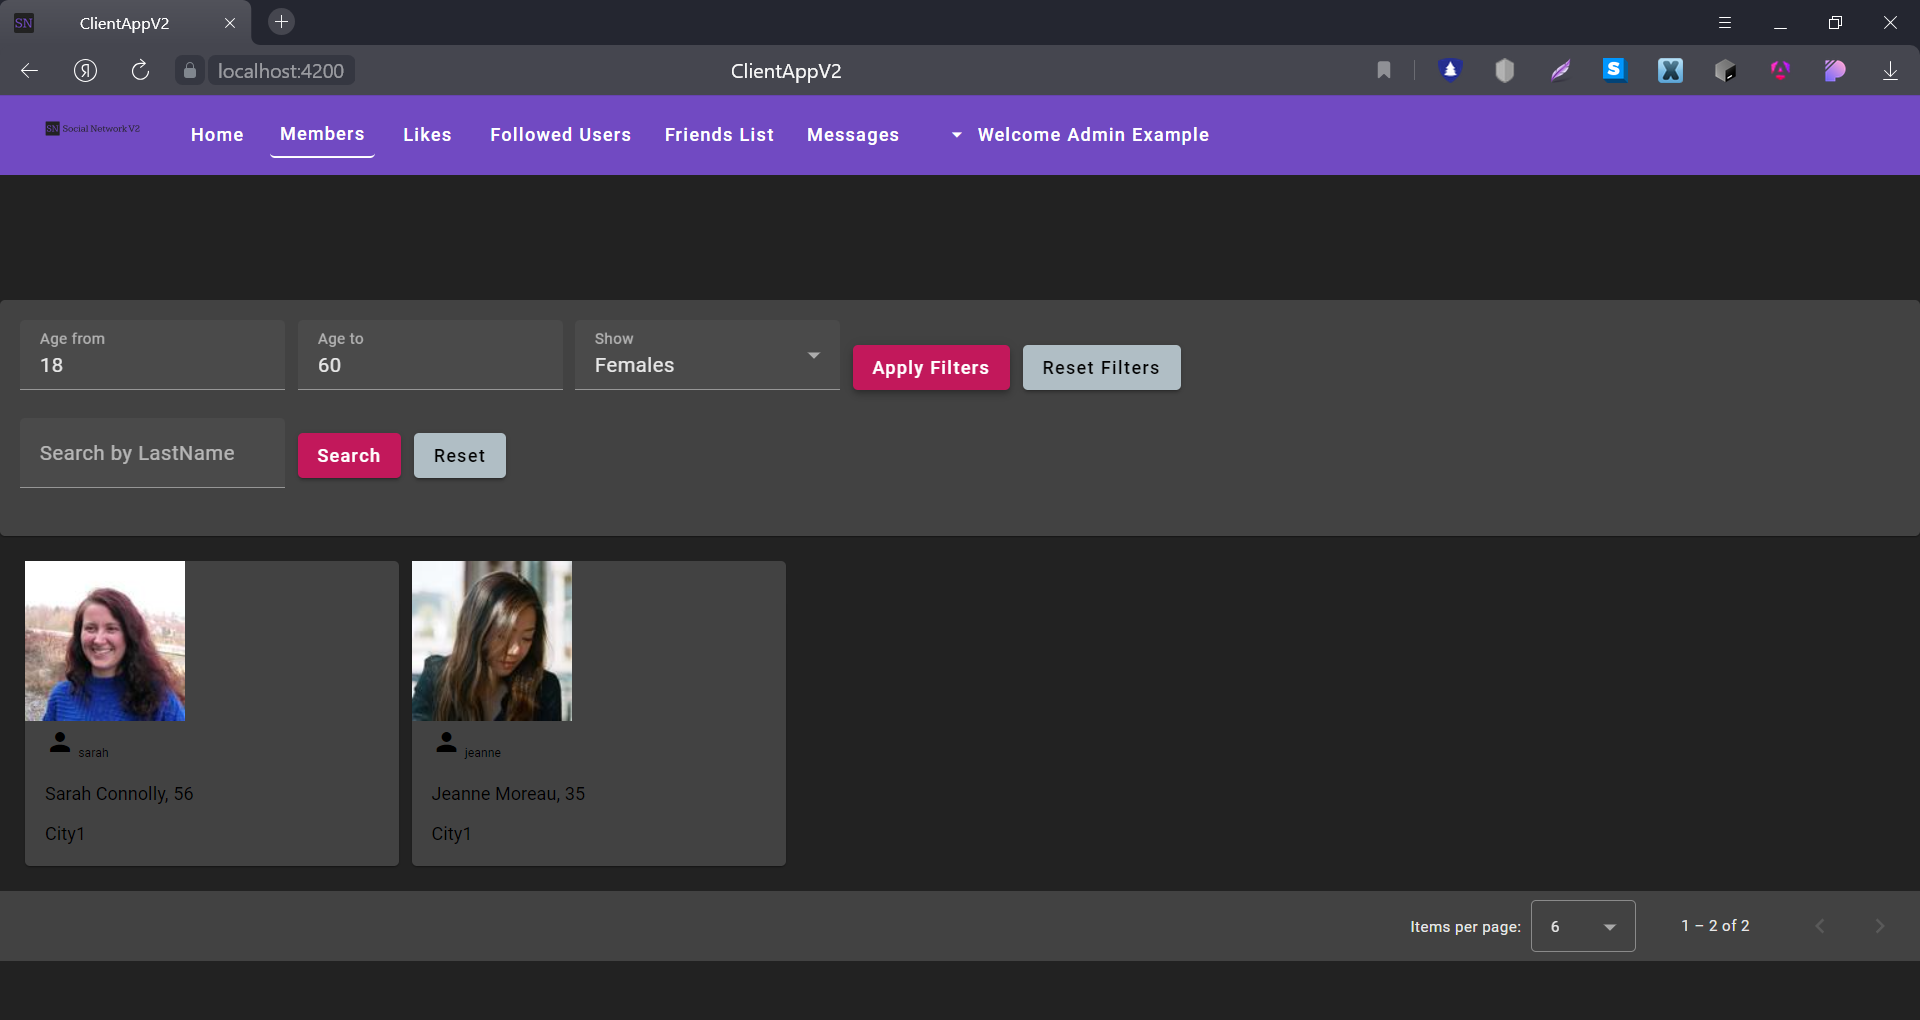 SN ClientAppV2
Я localhost:4200 ClientAppV2
SN Social Network V2 Home Members Likes Followed Users Friends List Messages Welcome Admin Example
Age from
18
Age to
60
Show
Females
Apply Filters
Reset Filters
Search by LastName
Search
Reset
sarah
Sarah Connolly, 56
City1
jeanne
Jeanne Moreau, 35
City1
Items per page: 6 1 – 2 of 2